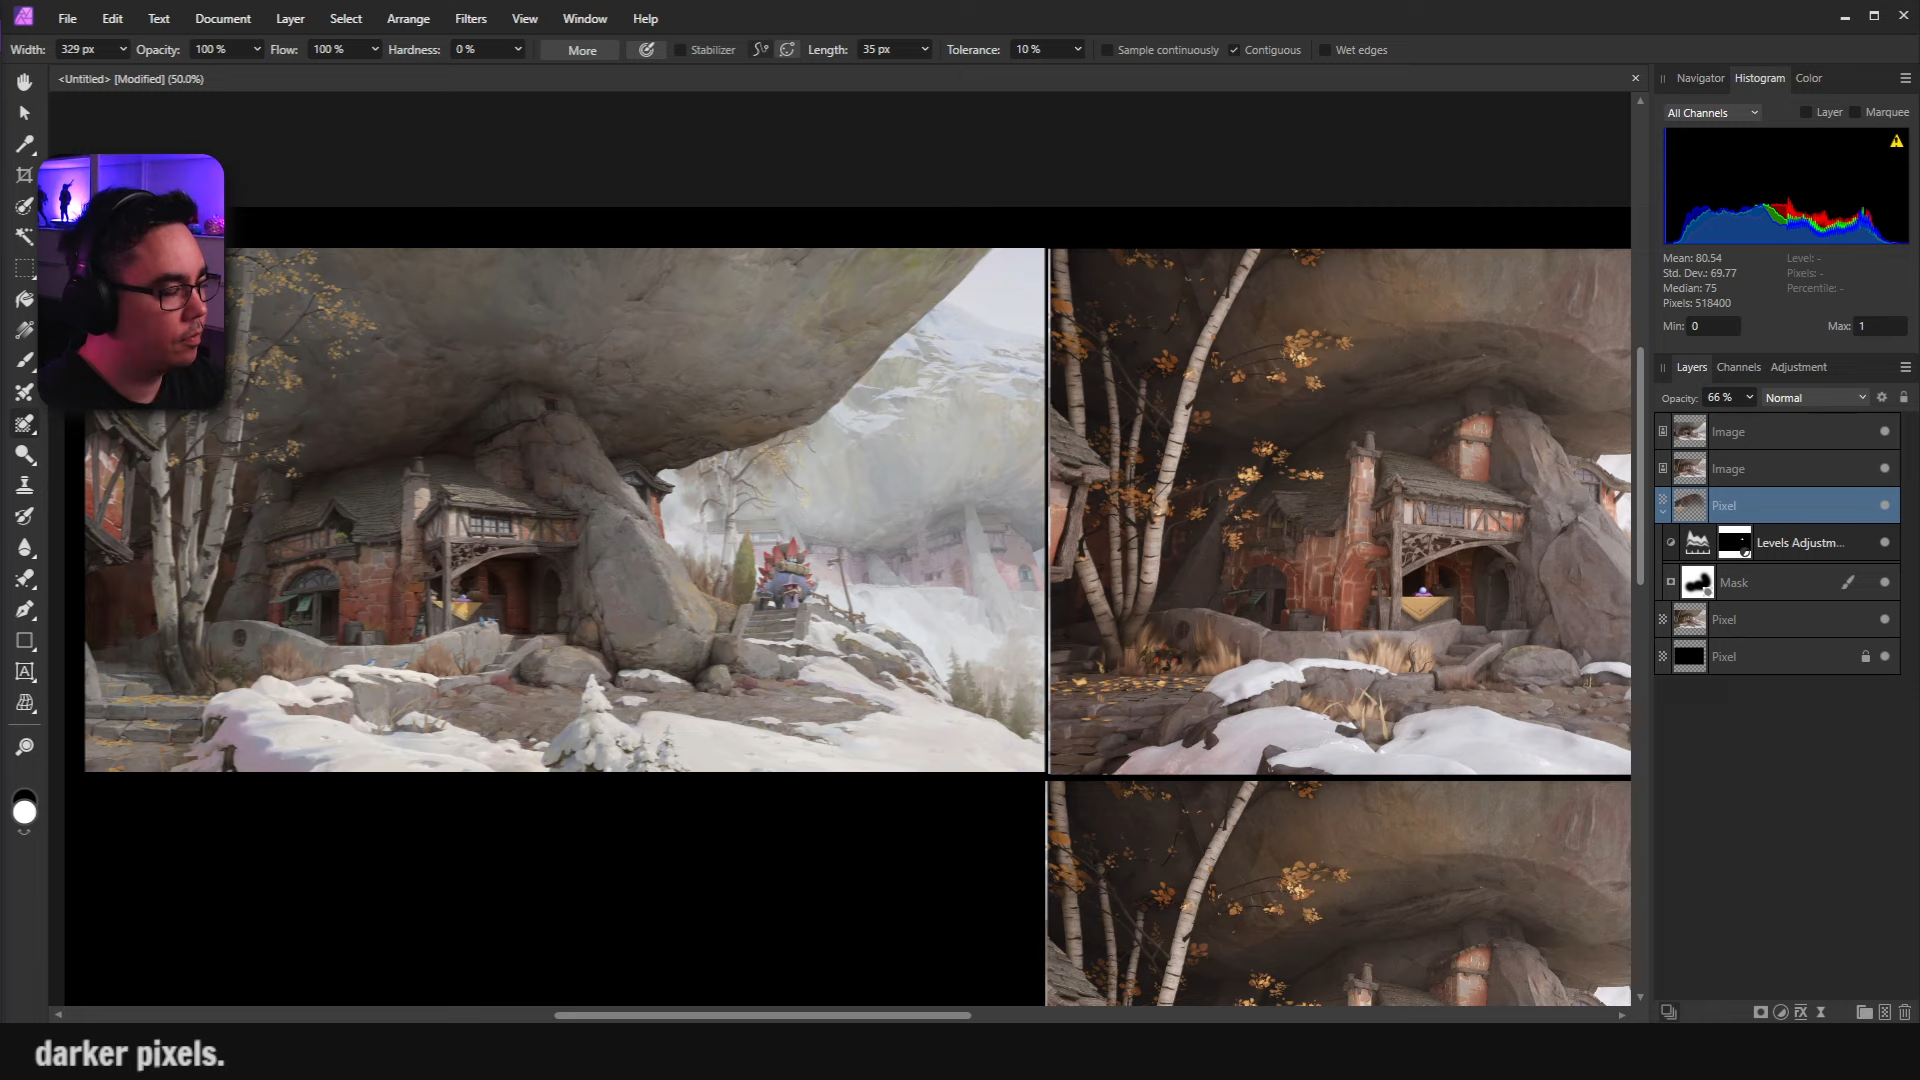 File Edit Text Document Layer Select Arrange Filters View Window Help
Width: 329 px Opacity: 100 % Flow: 100 % Hardness: 0 % More Stabilizer Length: 35 px Tolerance: 10 % Sample continuously Contiguous Wet edges
<Untitled> [Modified] (50.0%)
Navigator Histogram Color
All Channels Layer Marquee
Mean: 80.54 Level: -
Std. Dev.: 69.77 Pixels: -
Median: 75 Percentile: -
Pixels: 518400
Min: 0 Max: 1
Layers Channels Adjustment
Opacity: 66 % Normal
Image
Image
Pixel
Levels Adjustm...
Mask
Pixel
Pixel
darker pixels.